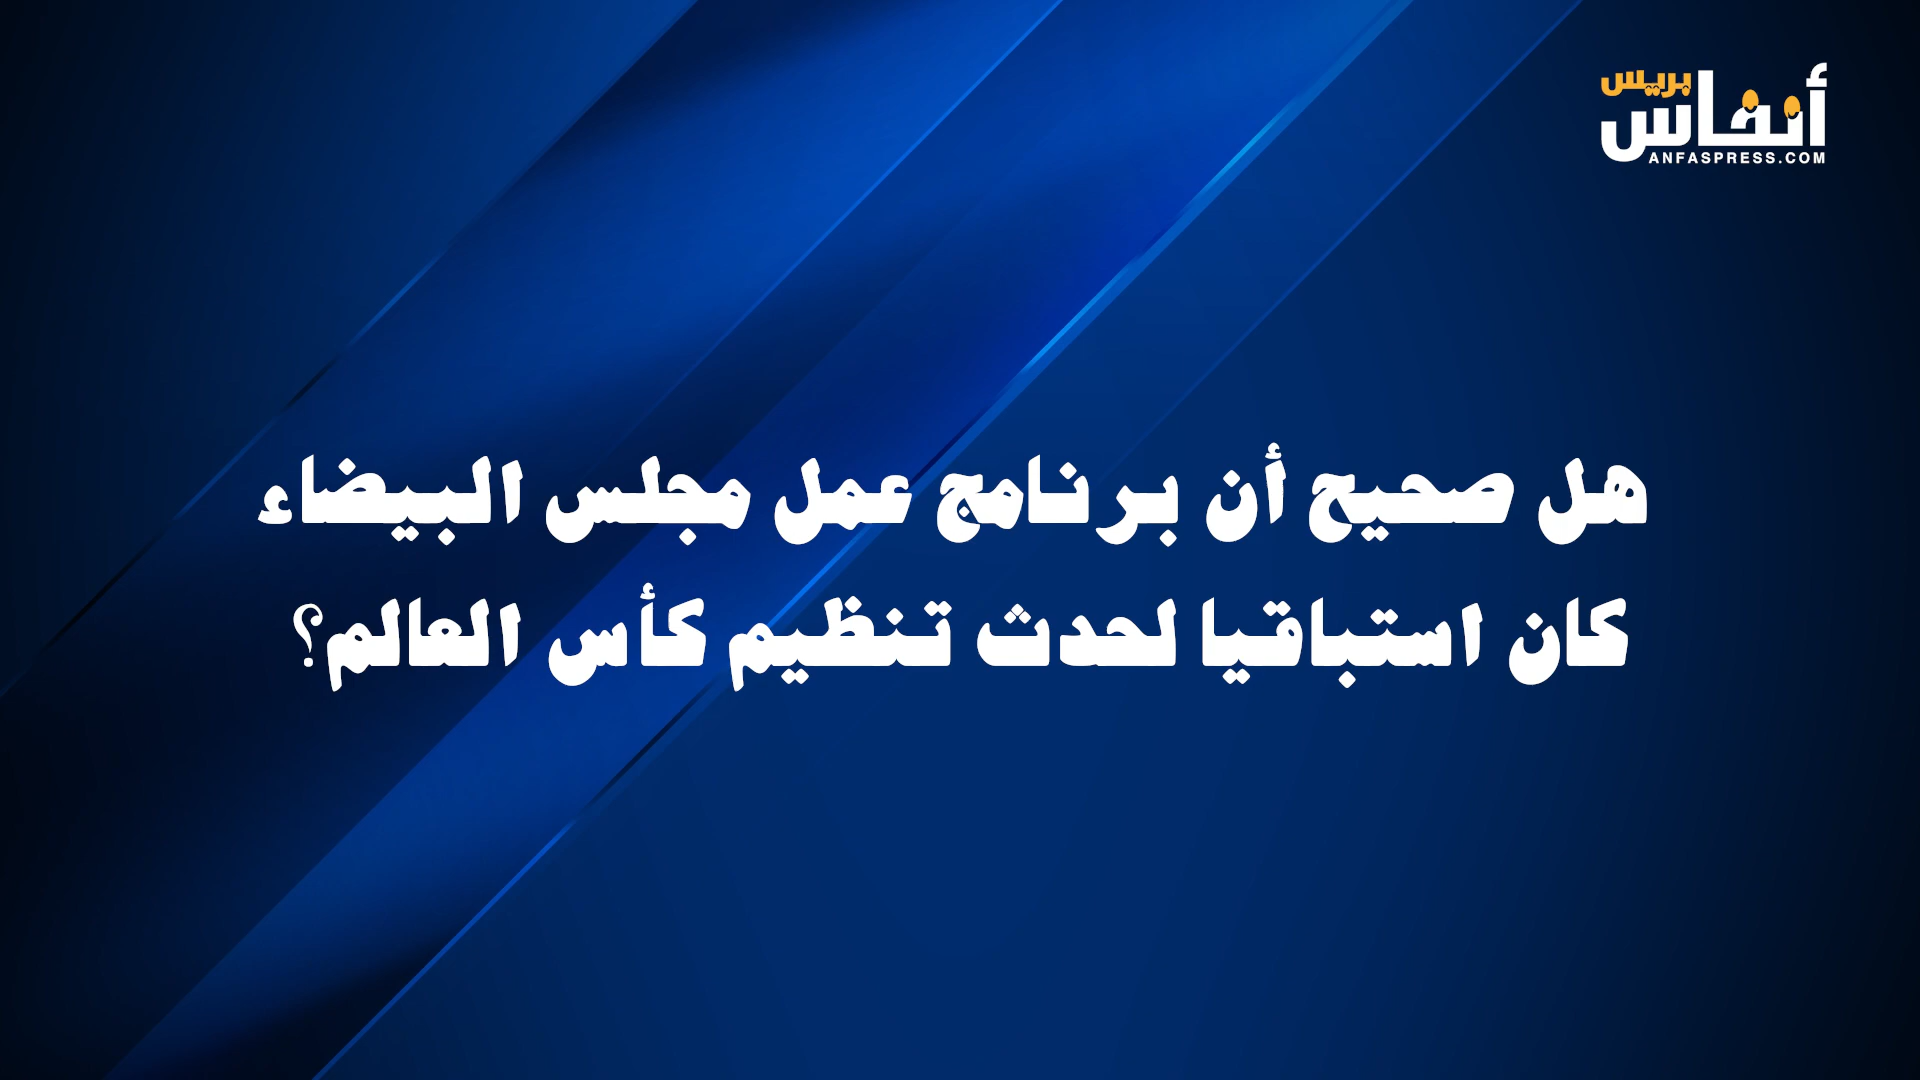 بريس
أنفاس
ANFASPRESS.COM
هل صحيح أن برنامج عمل مجلس البيضاء
كان استباقيا لحدث تنظيم كأس العالم؟